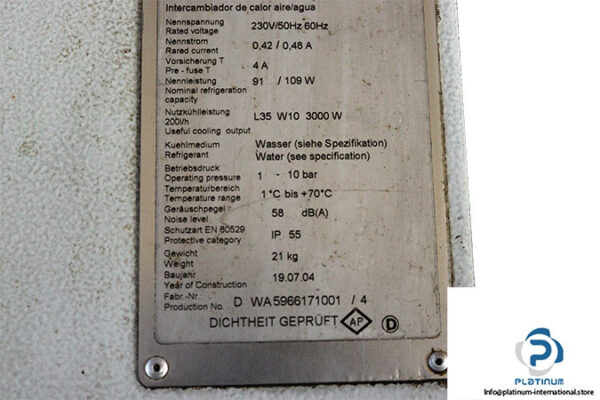 Intercambiador de calor aire/agua
Nennspannung
Rated voltage 230V/50Hz 60Hz
Nennstrom
Rared current 0,42 / 0,48 A
Vorsicherung T
Pre - fuse T 4 A
Nennleistung 91 / 109 W
Nominal refrigeration
capacity
Nutzkühlleistung
200l/h L35 W10 3000 W
Useful cooling output
Kuehlmedium Wasser (siehe Spezifikation)
Refrigerant Water (see specification)
Betriebsdruck
Operating pressure 1 - 10 bar
Temperaturbereich
Temperature range 1°C bis +70°C
Geräuschpegel
Noise level 58 dB(A)
Schutzart EN 60529
Protective category IP 55
Gewicht
Weight 21 kg
Baujahr
Year of Construction 19.07.04
Fabr.-Nr.:
Production No. D WA5966171001 / 4
DICHTHEIT GEPRÜFT AP D
PLATINUM
Info@platinum-international.store